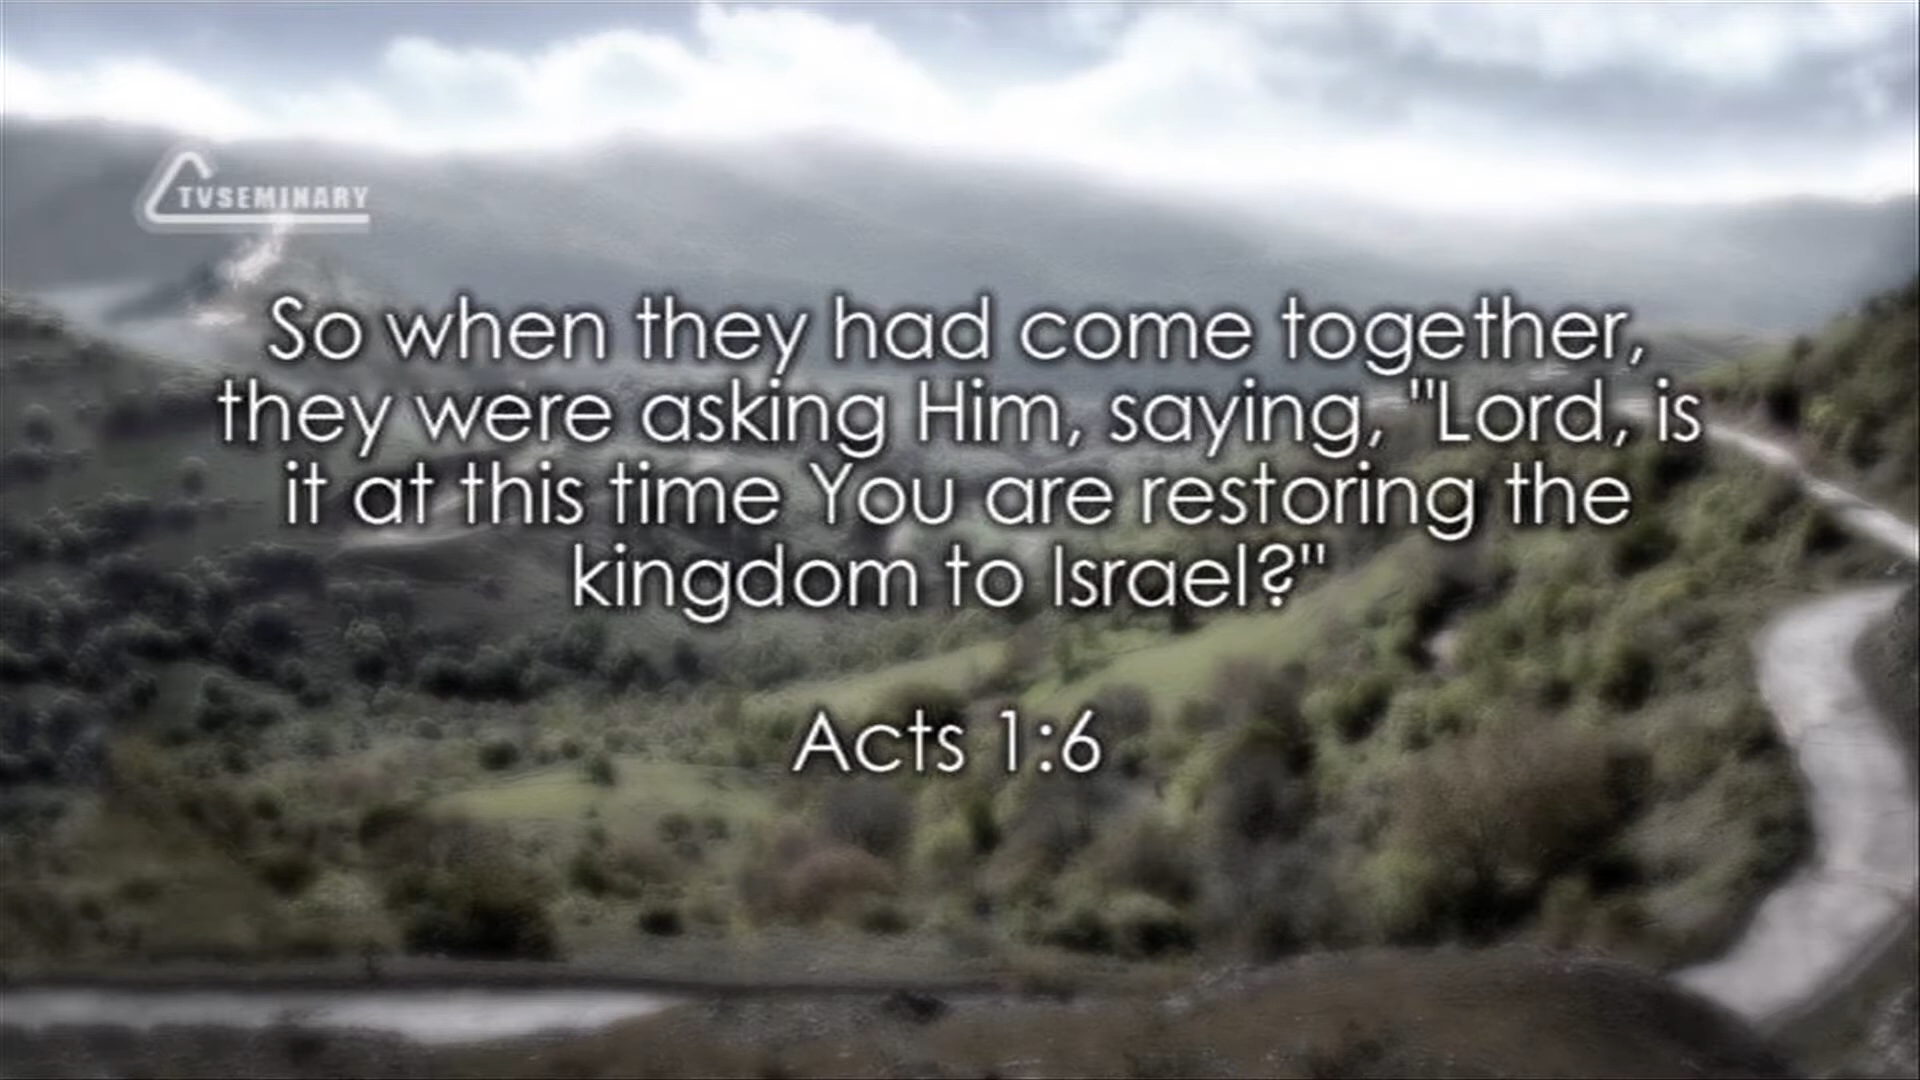 TVSEMINARY
So when they had come together,
they were asking Him, saying, "Lord, is
it at this time You are restoring the
kingdom to Israel?"
Acts 1:6